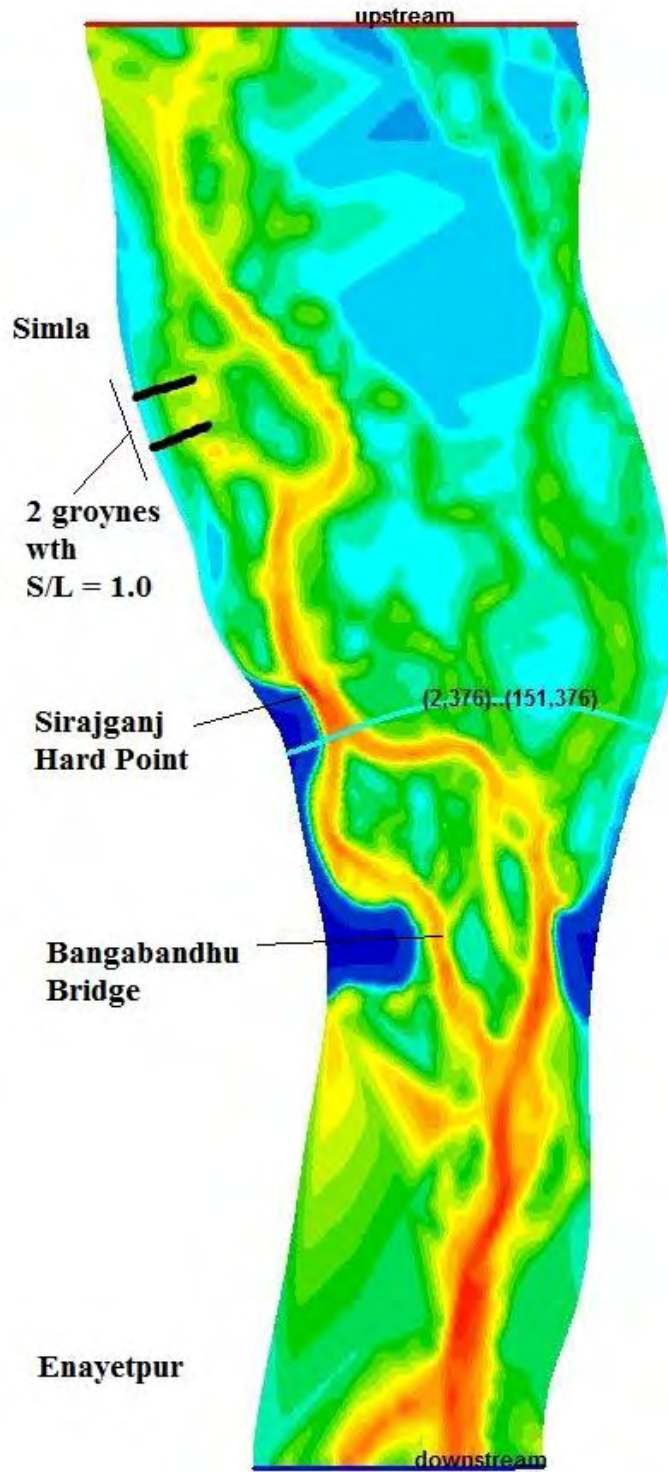 upstream
Simla
2 groynes
wth
S/L = 1.0
(2,376)..(151,376)
Sirajganj
Hard Point
Bangabandhu
Bridge
Enayetpur
downstream